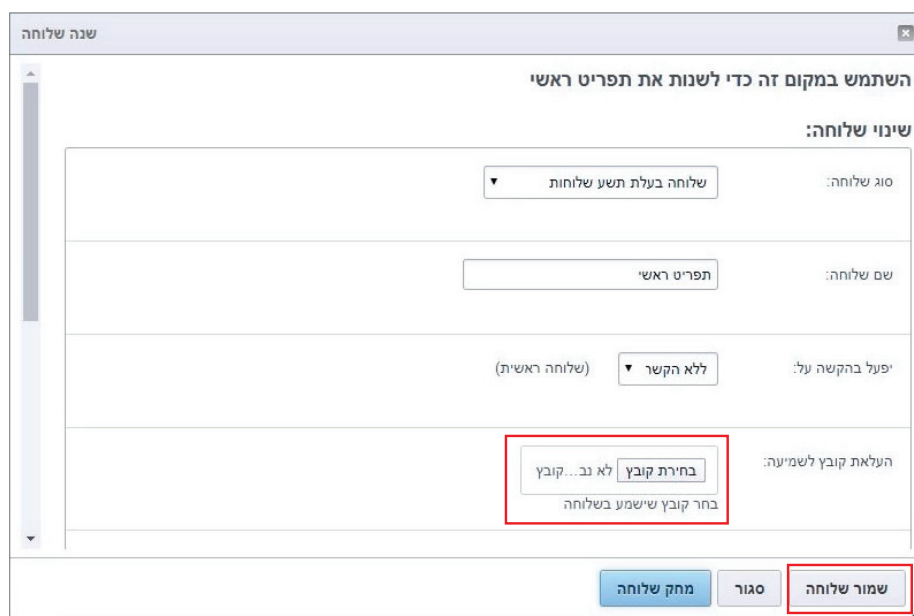 שנה שלוחה
השתמש במקום זה כדי לשנות את תפריט ראשי
שינוי שלוחה:
סוג שלוחה:
שלוחה בעלת תשע שלוחות
שם שלוחה:
תפריט ראשי
יפעל בהקשה על:
ללא הקשר (שלוחה ראשית)
העלאת קובץ לשמיעה:
בחירת קובץ לא נב...קובץ
בחר קובץ שישמע בשלוחה
שמור שלוחה סגור מחק שלוחה